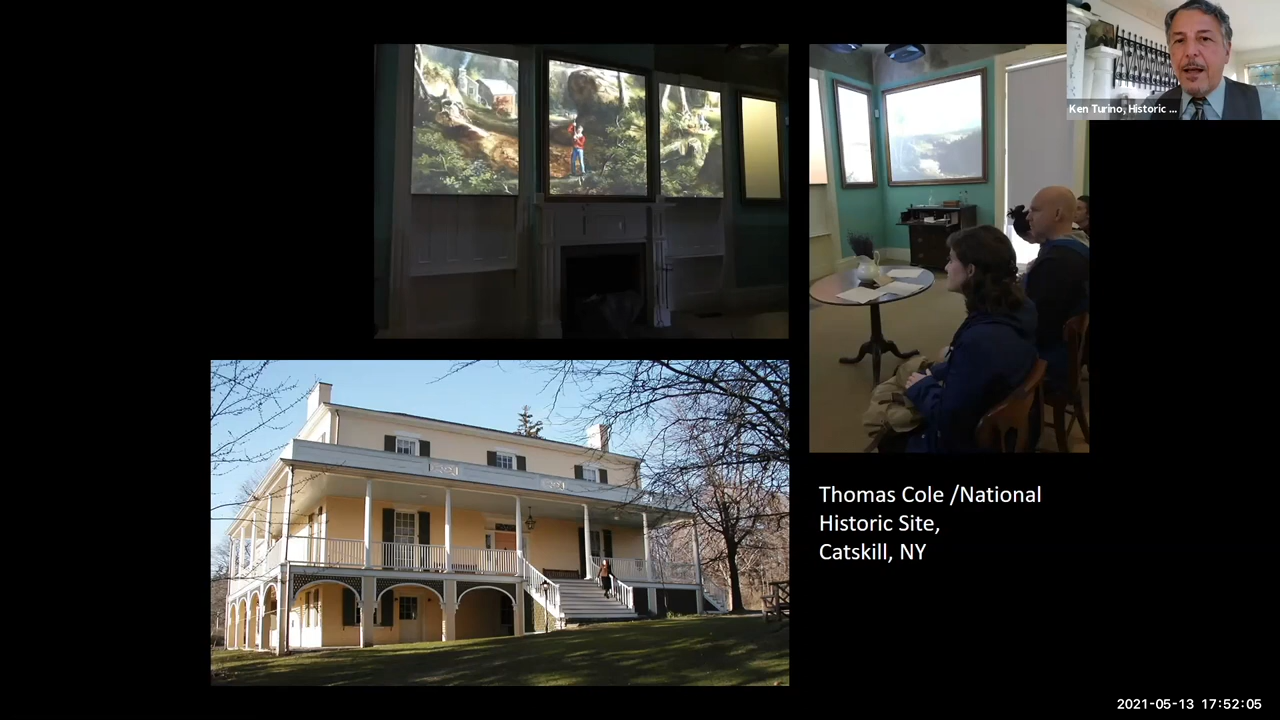 Ken Turino, Historic ...
Thomas Cole /National
Historic Site,
Catskill, NY
2021-05-13 17:52:05